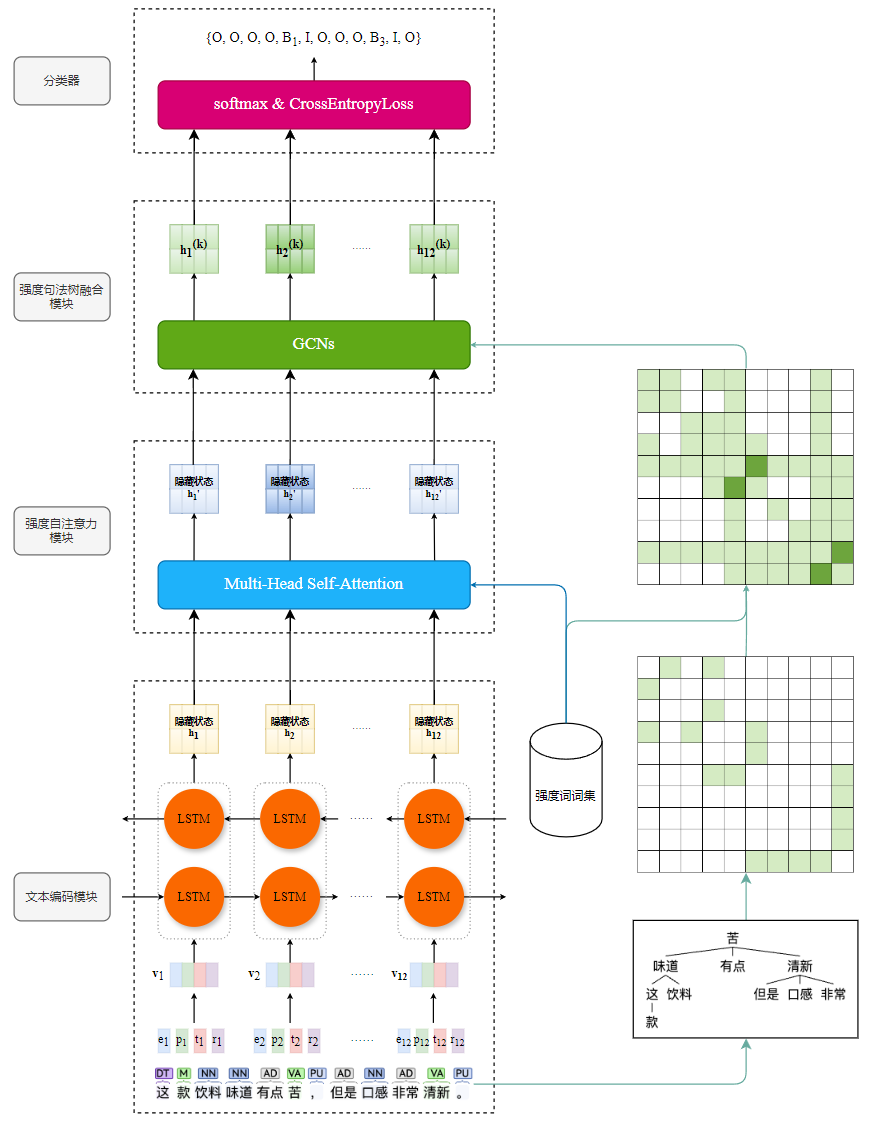 {O, O, O, O, B1, I, O, O, O, B3, I, O}
分类器
softmax & CrossEntropyLoss
h1(k) h2(k) ...... h12(k)
强度句法树融合
模块
GCNs
隐藏状态 隐藏状态 ...... 隐藏状态
h1' h2' h12'
强度自注意力
模块
Multi-Head Self-Attention
隐藏状态 隐藏状态 ...... 隐藏状态
h1 h2 h12
强度词词集
LSTM LSTM ...... LSTM
文本编码模块
LSTM LSTM ...... LSTM
v1 v2 ...... v12
e1 p1 t1 r1 e2 p2 t2 r2 ...... e12 p12 t12 r12
DT M NN NN AD VA PU AD NN AD VA PU
这 款 饮料 味道 有点 苦 , 但是 口感 非常 清新 。
苦
味道 有点 清新
这 饮料 但是 口感 非常
款